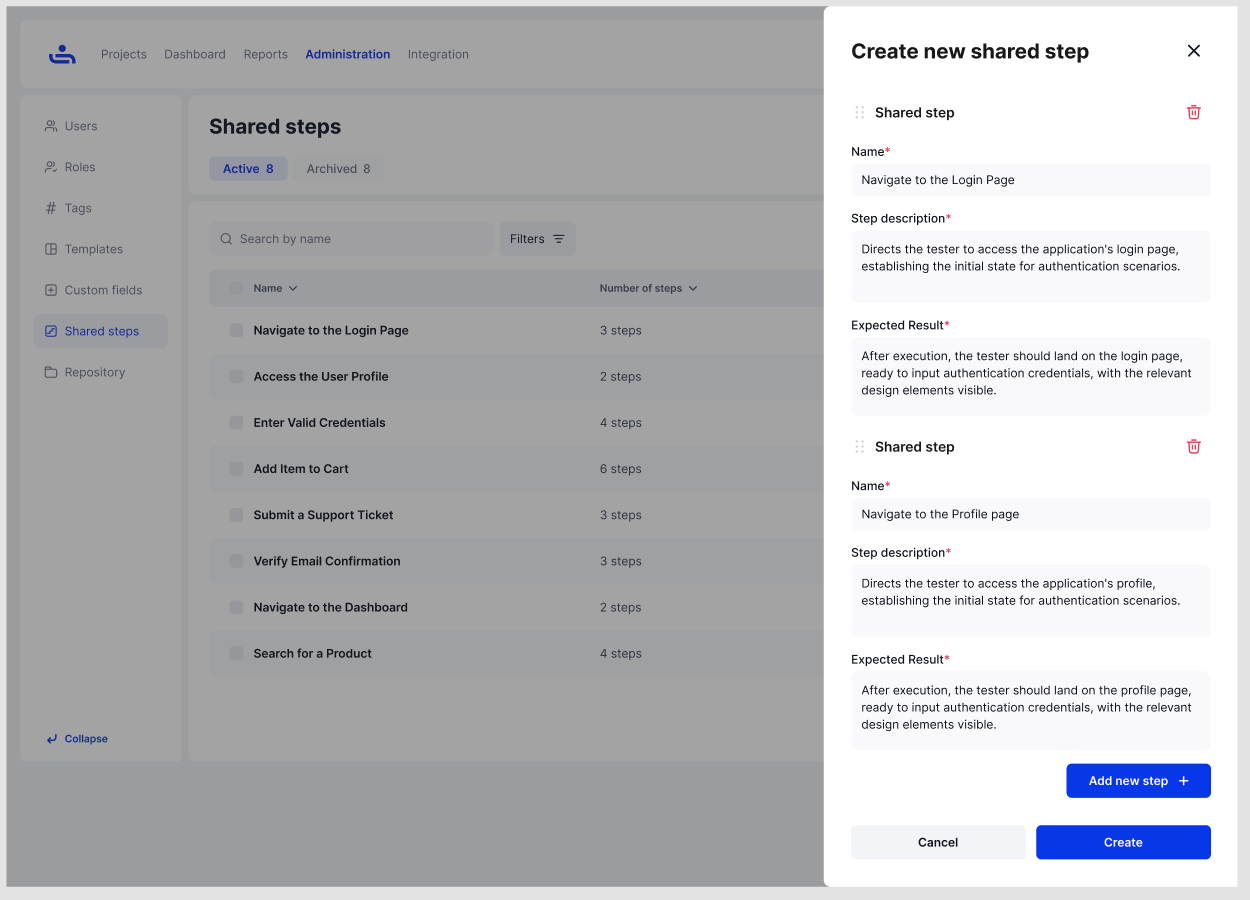 Projects Dashboard Reports Administration Integration
Users
Roles
Tags
Templates
Custom fields
Shared steps
Repository
Collapse
Shared steps
Active 8 Archived 8
Search by name Filters
Name Number of steps
Navigate to the Login Page 3 steps
Access the User Profile 2 steps
Enter Valid Credentials 4 steps
Add Item to Cart 6 steps
Submit a Support Ticket 3 steps
Verify Email Confirmation 3 steps
Navigate to the Dashboard 2 steps
Search for a Product 4 steps
Create new shared step
Shared step
Name*
Navigate to the Login Page
Step description*
Directs the tester to access the application's login page,
establishing the initial state for authentication scenarios.
Expected Result*
After execution, the tester should land on the login page,
ready to input authentication credentials, with the relevant
design elements visible.
Shared step
Name*
Navigate to the Profile page
Step description*
Directs the tester to access the application's profile,
establishing the initial state for authentication scenarios.
Expected Result*
After execution, the tester should land on the profile page,
ready to input authentication credentials, with the relevant
design elements visible.
Add new step +
Cancel Create